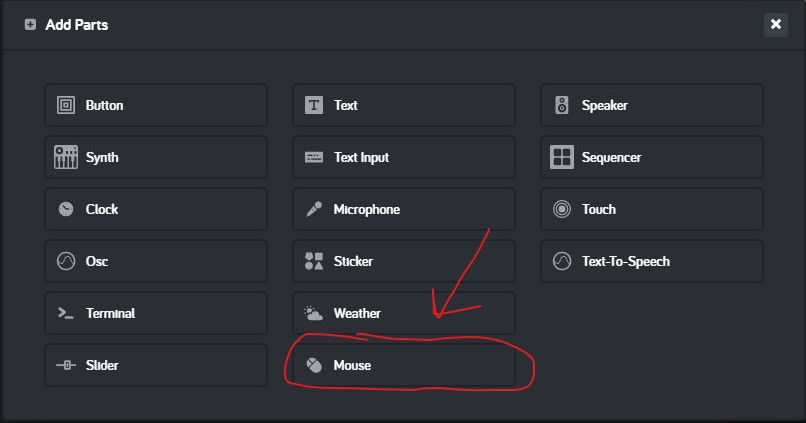 Add Parts
Button
Text
Speaker
Synth
Text Input
Sequencer
Clock
Microphone
Touch
Osc
Sticker
Text-To-Speech
Terminal
Weather
Slider
Mouse